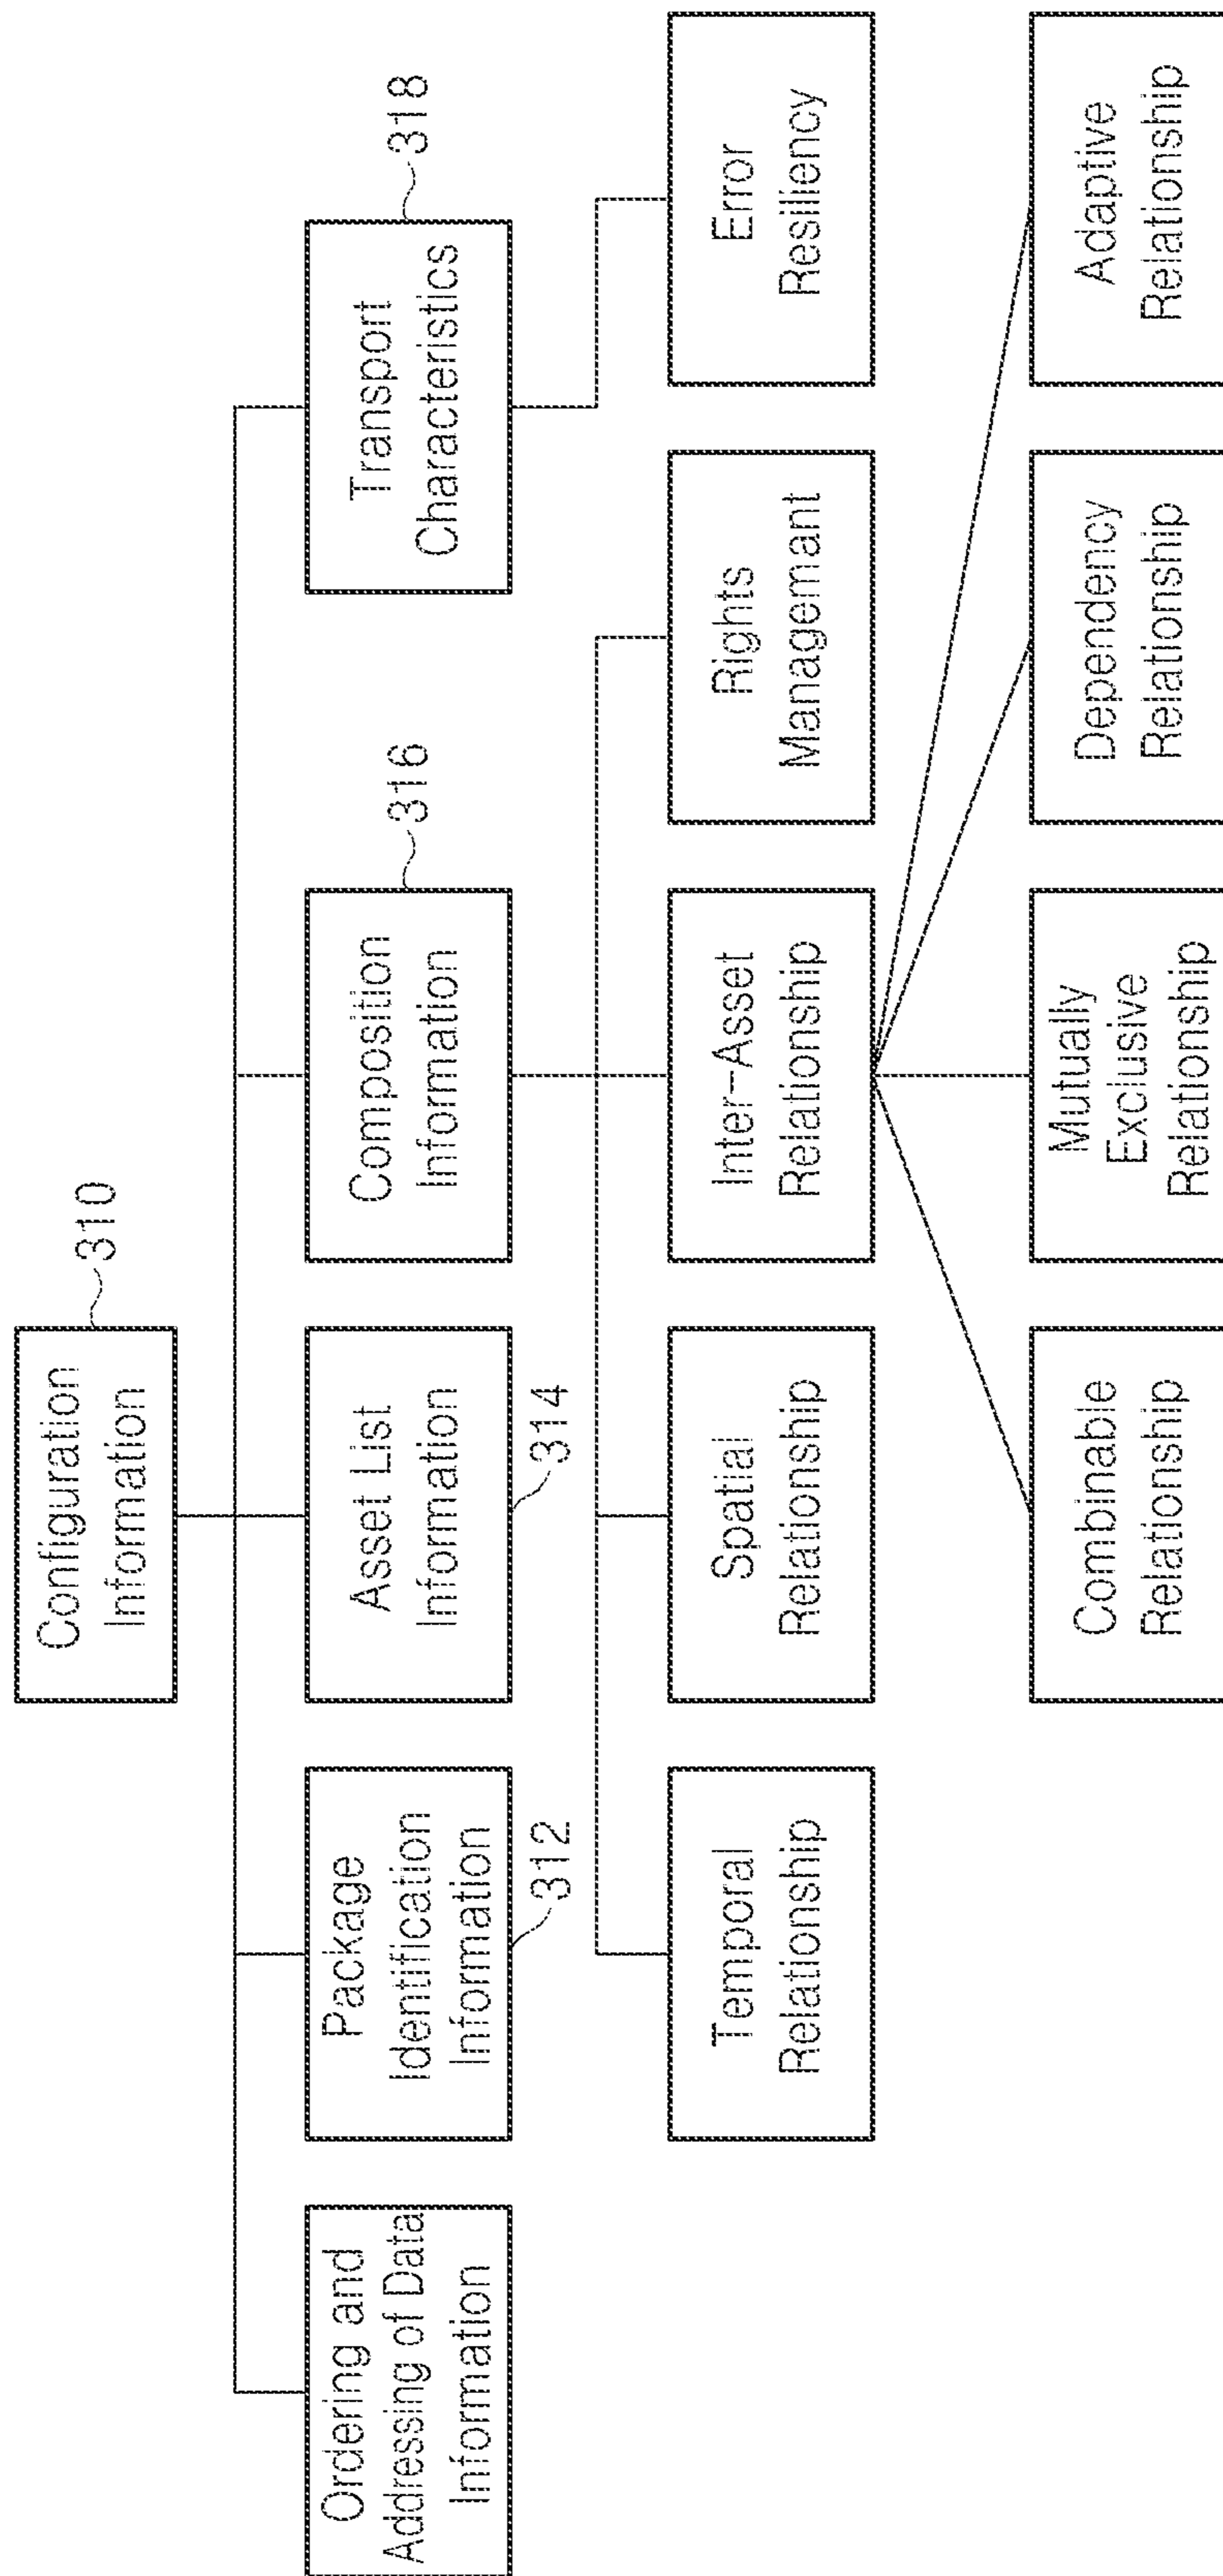 Configuration
Information
310
Ordering and
Addressing of Data
Information
Package
Identification
Information
312
Asset List
Information
314
Composition
Information
316
Transport
Characteristics
318
Temporal
Relationship
Spatial
Relationship
Inter-Asset
Relationship
Rights
Managemant
Error
Resiliency
Combinable
Relationship
Mutually
Exclusive
Relationship
Dependency
Relationship
Adaptive
Relationship